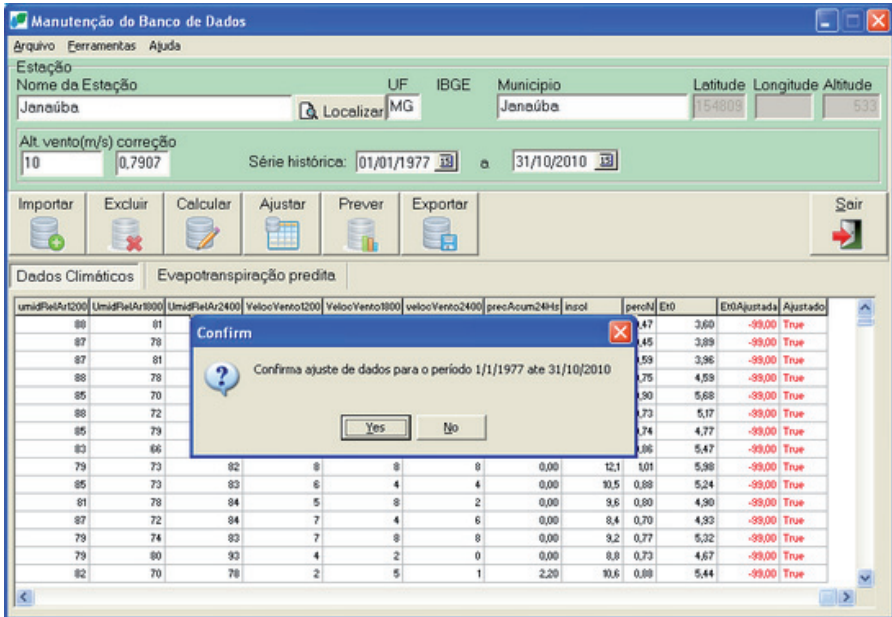 Manutenção do Banco de Dados
Arquivo Ferramentas Ajuda
Estação
Nome da Estação UF IBGE Municipio Latitude Longitude Altitude
Janaúba Localizar MG Janaúba 154809 533
Alt. vento(m/s) correção
10 0,7907 Série histórica: 01/01/1977 a 31/10/2010
Importar Excluir Calcular Ajustar Prever Exportar Sair
Dados Climáticos Evapotranspiração predita
umidRelAr1200 UmidRelAr1800 UmidRelAr2400 VelocVento1200 VelocVento1800 velocVento2400 precAcum24Hs insol percN Et0 Et0Ajustada Ajustado
88 81 ,47 3,60 -99,00 True
87 78 ,45 3,89 -99,00 True
87 81 ,59 3,96 -99,00 True
88 78 ,75 4,59 -99,00 True
85 70 ,90 5,68 -99,00 True
88 72 ,73 5,17 -99,00 True
85 79 ,74 4,77 -99,00 True
83 66 ,86 5,47 -99,00 True
Confirm
Confirma ajuste de dados para o período 1/1/1977 ate 31/10/2010
Yes No
79 73 82 8 8 8 0,00 12,1 1,01 5,98 -99,00 True
85 73 83 6 4 4 0,00 10,5 0,88 5,24 -99,00 True
81 78 84 5 8 2 0,00 9,6 0,80 4,90 -99,00 True
87 72 84 7 4 6 0,00 8,4 0,70 4,93 -99,00 True
79 74 83 7 8 8 0,00 9,2 0,77 5,32 -99,00 True
79 80 93 4 2 0 0,00 8,8 0,73 4,67 -99,00 True
82 70 78 2 5 1 2,20 10,6 0,88 5,44 -99,00 True